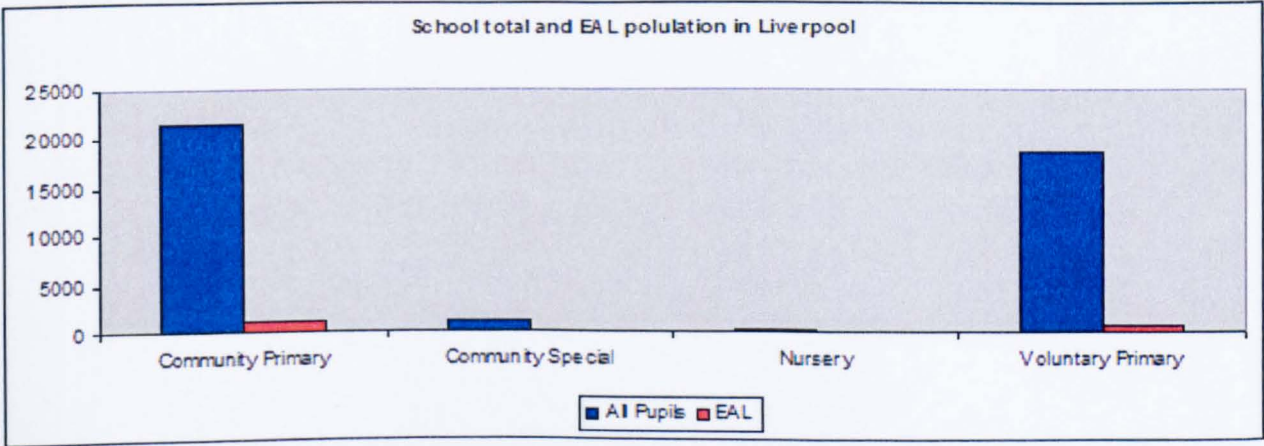 School total and EAL polulation in Liverpool
25000
20000
15000
10000
5000
0
Community Primary Community Special Nursery Voluntary Primary
All Pupils EAL